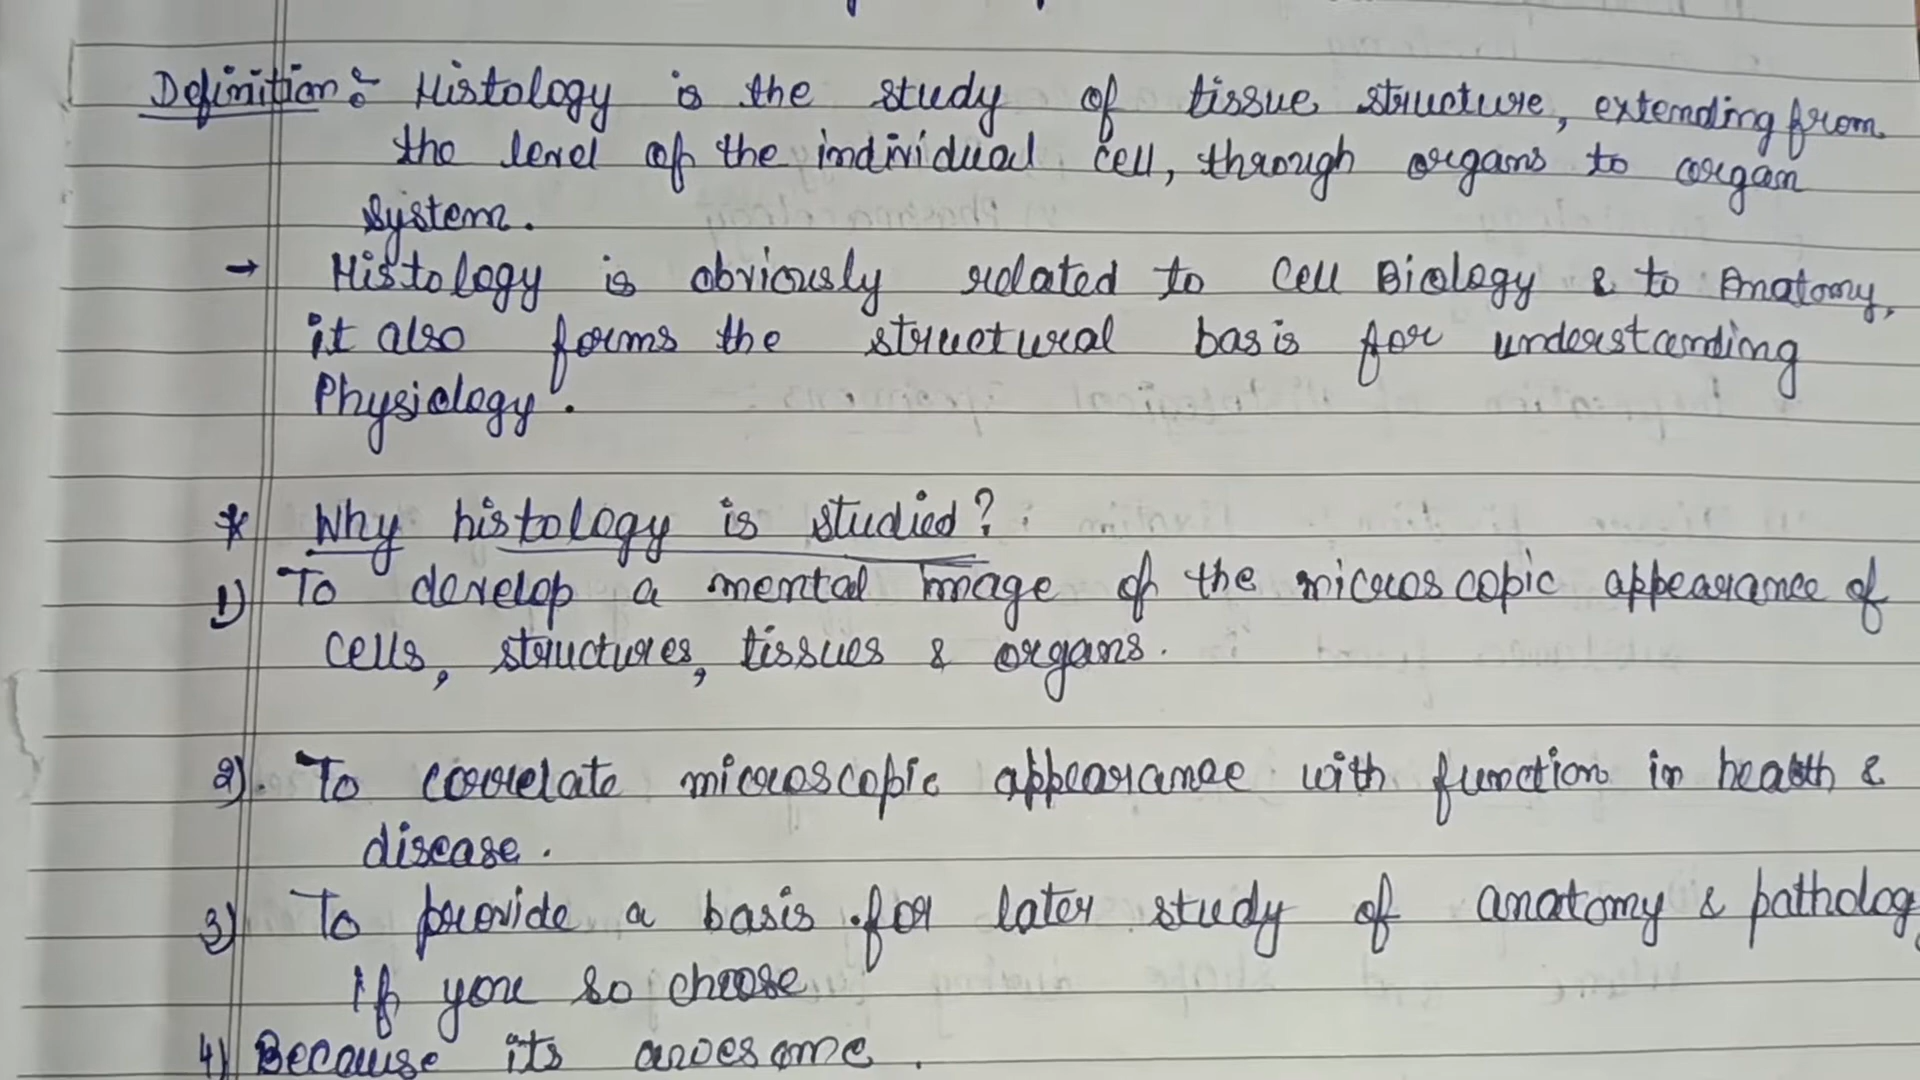 Definition :- Histology is the study of tissue structure, extending from
the level of the individual cell, through organs to organ
system.
→ Histology is obviously related to Cell Biology & to Anatomy,
it also forms the structural basis for understanding
Physiology.
* Why histology is studied?
1) To develop a mental image of the microscopic appearance of
cells, structures, tissues & organs.
2). To correlate microscopic appearance with function in health &
disease.
3) To provide a basis for later study of anatomy & patholog
If you so choose
4) Because its awesome.